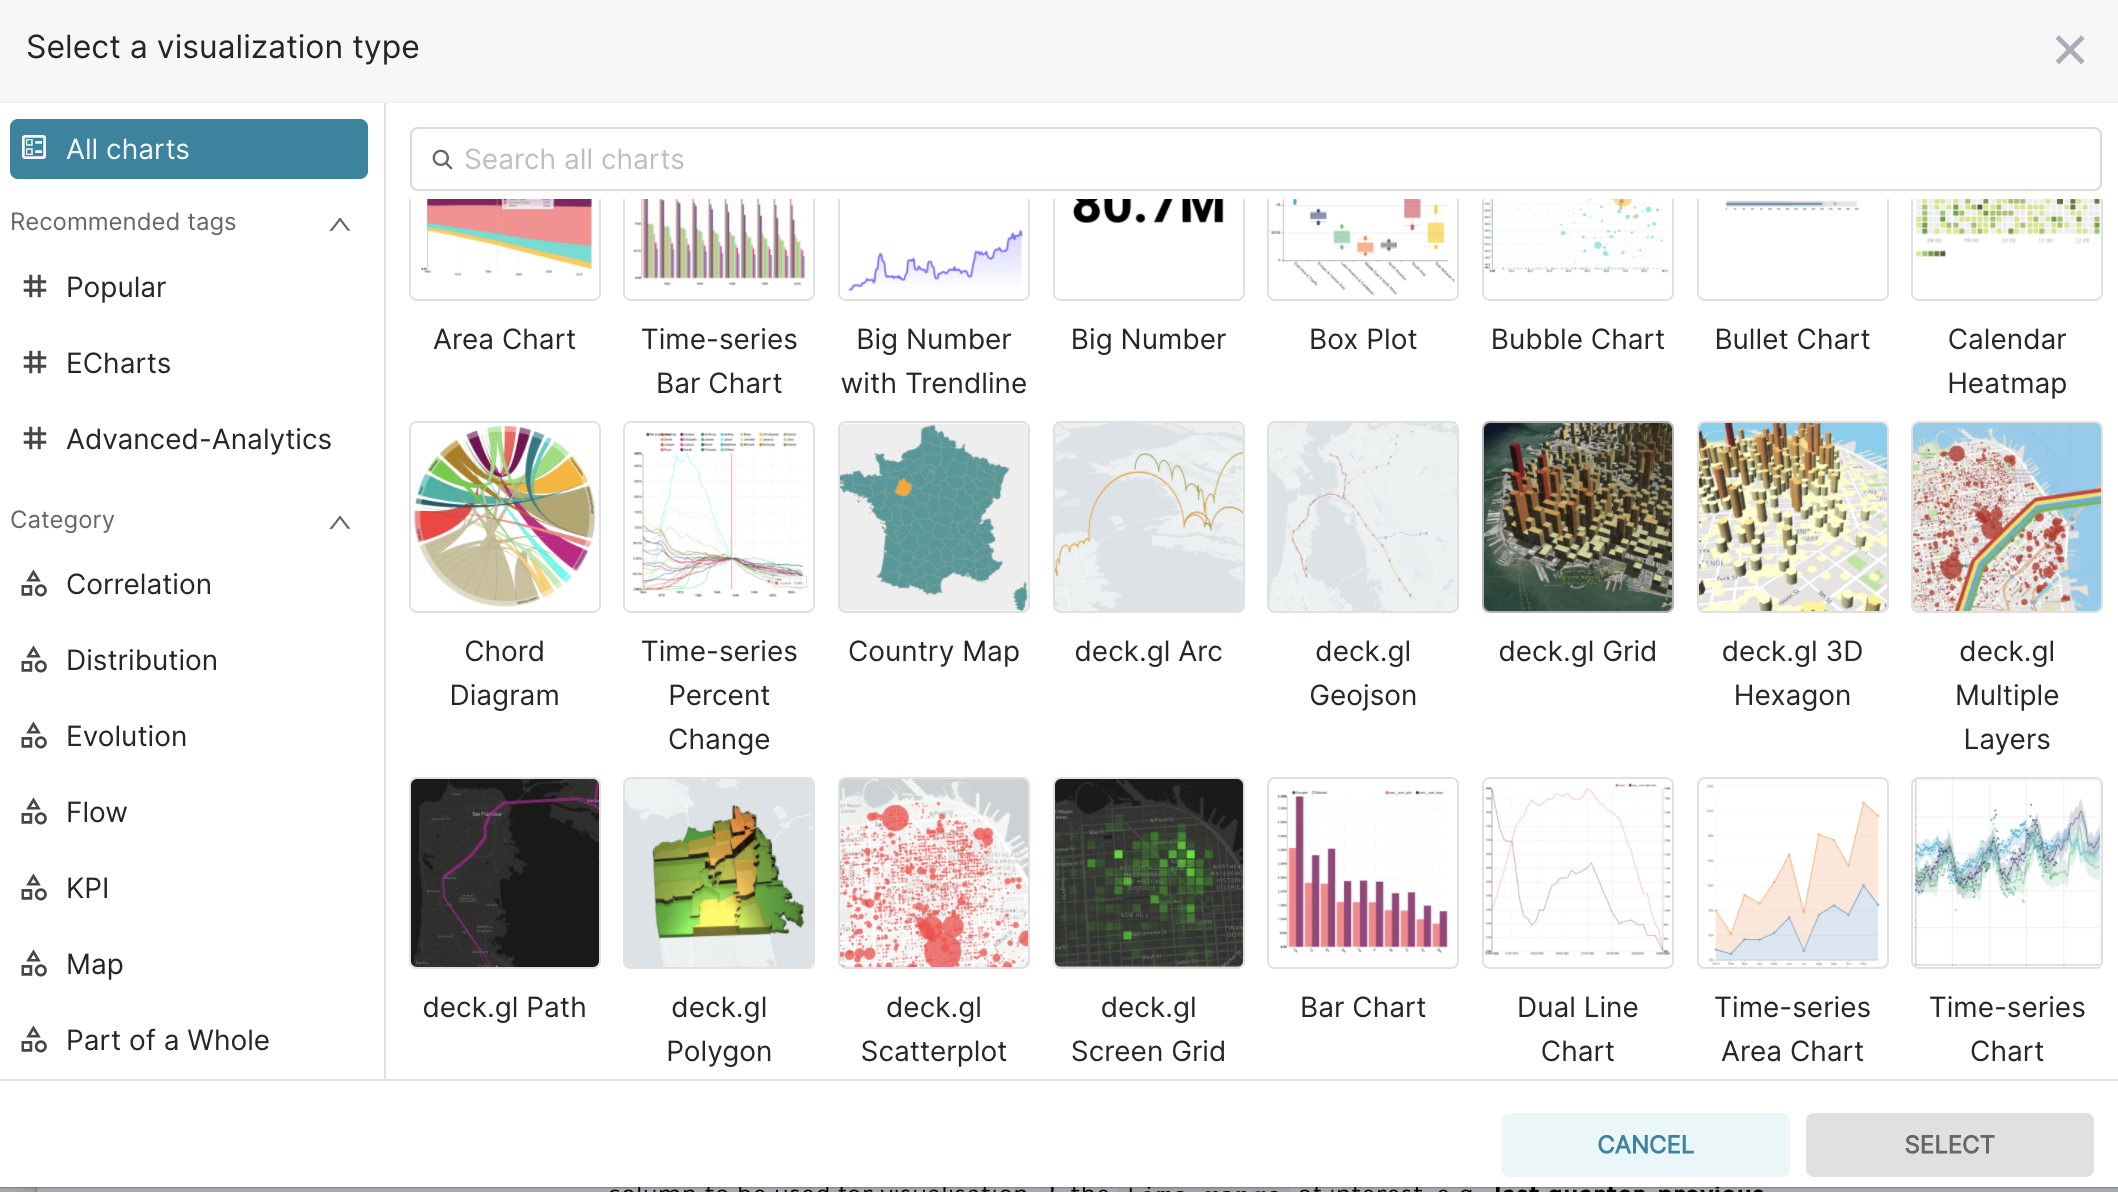 Select a visualization type
All charts
Recommended tags
Popular
ECharts
Advanced-Analytics
Category
Correlation
Distribution
Evolution
Flow
KPI
Map
Part of a Whole
Search all charts
80.7M
Area Chart
Time-series
Bar Chart
Big Number
with Trendline
Big Number
Box Plot
Bubble Chart
Bullet Chart
Calendar
Heatmap
Chord
Diagram
Time-series
Percent
Change
Country Map
deck.gl Arc
deck.gl
Geojson
deck.gl Grid
deck.gl 3D
Hexagon
deck.gl
Multiple
Layers
deck.gl Path
deck.gl
Polygon
deck.gl
Scatterplot
deck.gl
Screen Grid
Bar Chart
Dual Line
Chart
Time-series
Area Chart
Time-series
Chart
CANCEL
SELECT